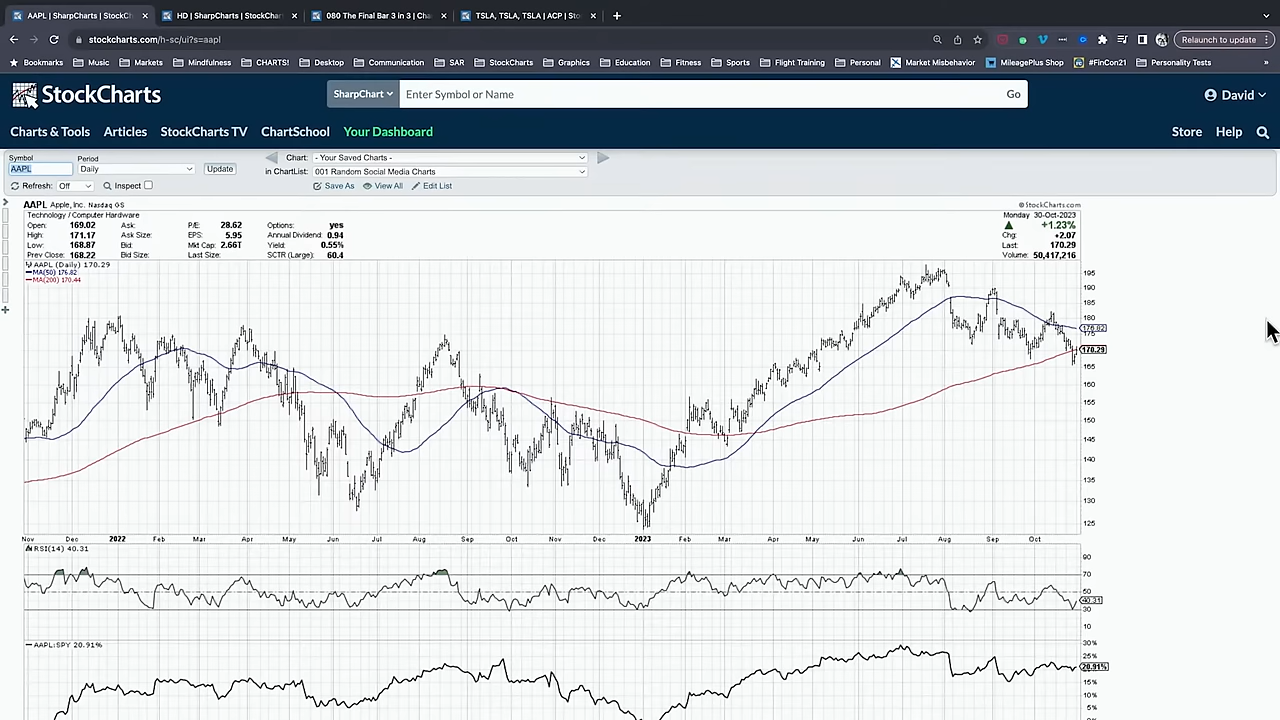 AAPL | SharpCharts | StockCh
HD | SharpCharts | StockChart
080 The Final Bar 3 in 3 | Cha
TSLA, TSLA, TSLA | ACP | Sto
stockcharts.com/h-sc/ui?s=aapl
Relaunch to update
Bookmarks Music Markets Mindfulness CHARTS! Desktop Communication SAR StockCharts Graphics Education Fitness Sports Flight Training Personal Market Misbehavior MileagePlus Shop #FinCon21 Personality Tests »
StockCharts
SharpChart Enter Symbol or Name Go
David
Charts & Tools Articles StockCharts TV ChartSchool Your Dashboard Store Help
Symbol Period Chart: - Your Saved Charts -
AAPL Daily Update in ChartList: 001 Random Social Media Charts
Refresh: Off Inspect Save As View All Edit List
AAPL Apple, Inc. Nasdaq GS © StockCharts.com
Technology / Computer Hardware Monday 30-Oct-2023
Open: 169.02 Ask: P/E: 28.62 Options: yes +1.23%
High: 171.17 Ask Size: EPS: 5.95 Annual Dividend: 0.94 Chg: +2.07
Low: 168.87 Bid: Mkt Cap: 2.66T Yield: 0.55% Last: 170.29
Prev Close: 168.22 Bid Size: Last Size: SCTR (Large): 60.4 Volume: 50,417,216
AAPL (Daily) 170.29
MA(50) 176.82
MA(200) 170.44
195
190
185
180
176.82
175
170.29
165
160
155
150
145
140
135
130
125
Nov Dec 2022 Feb Mar Apr May Jun Jul Aug Sep Oct Nov Dec 2023 Feb Mar Apr May Jun Jul Aug Sep Oct
RSI(14) 40.31
90
70
50
40.31
30
10
AAPL:SPY 20.91%
30%
25%
20.91%
15%
10%
5%